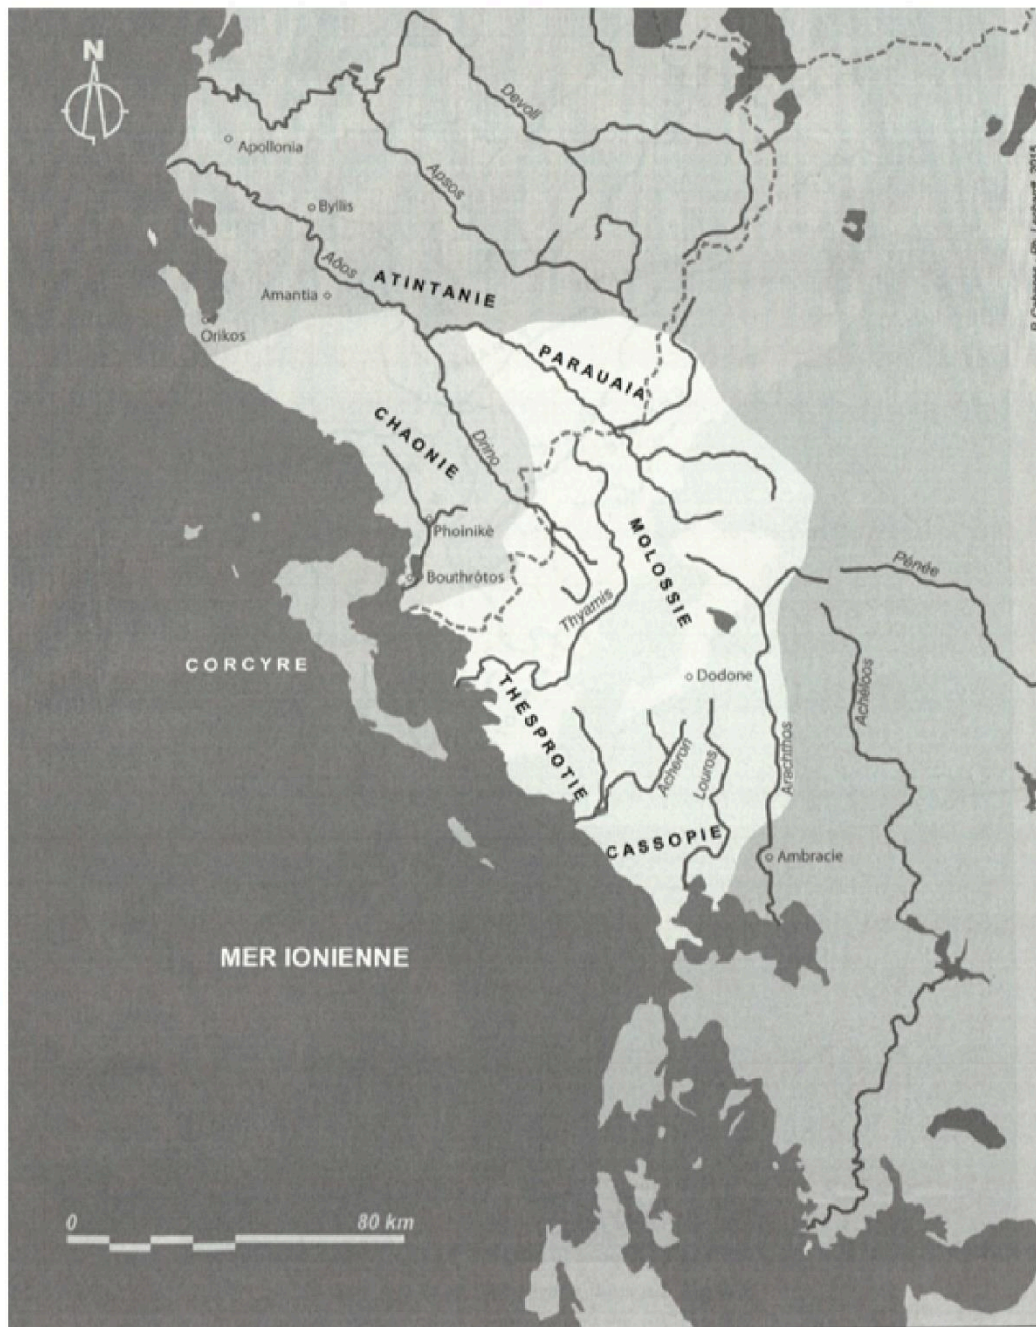 N
Devoll
Apollonia
Apsos
Byllis
Aôos
ATINTANIE
Amantia
Orikos
PARAUAIA
CHAONIE
Drino
Phoinikè
MOLOSSIE
Bouthrôtos
Pénée
Thyamis
CORCYRE
Dodone
Achéloos
THESPROTIE
Acheron
Louros
Arachthos
CASSOPIE
Ambracie
MER IONIENNE
0 80 km